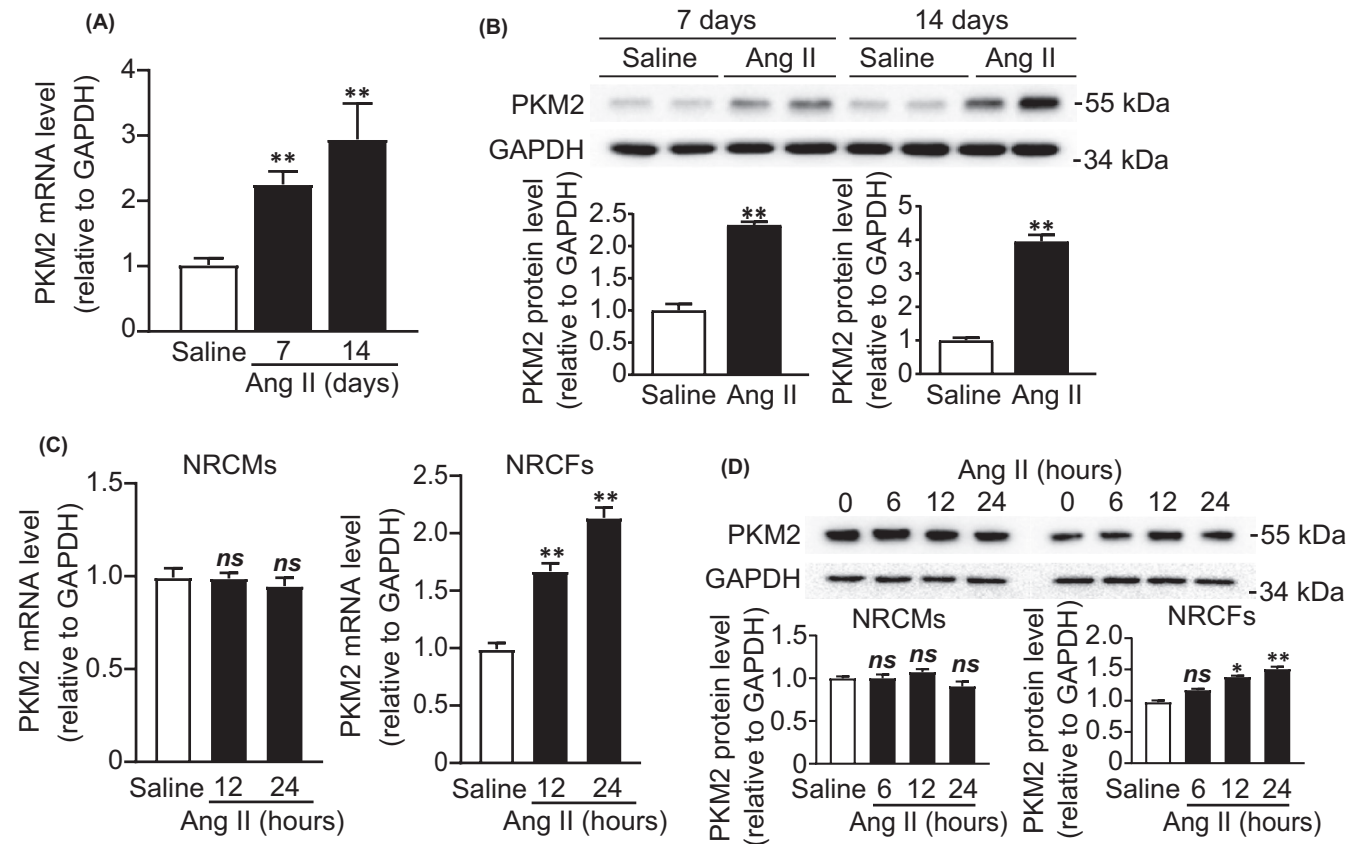 (A)
PKM2 mRNA level
(relative to GAPDH)
4
3
2
1
0
**
**
Saline 7 14
Ang II (days)
(B)
7 days 14 days
Saline Ang II Saline Ang II
PKM2 -55 kDa
GAPDH -34 kDa
PKM2 protein level
(relative to GAPDH)
2.5
2.0
1.5
1.0
0.5
0
**
Saline Ang II
PKM2 protein level
(relative to GAPDH)
5
4
3
2
1
0
**
Saline Ang II
(C)
NRCMs
PKM2 mRNA level
(relative to GAPDH)
1.5
1.0
0.5
0
ns ns
Saline 12 24
Ang II (hours)
NRCFs
PKM2 mRNA level
(relative to GAPDH)
2.5
2.0
1.5
1.0
0.5
0
**
**
Saline 12 24
Ang II (hours)
(D)
Ang II (hours)
0 6 12 24 0 6 12 24
PKM2 -55 kDa
GAPDH -34 kDa
NRCMs
PKM2 protein level
(relative to GAPDH)
1.5
1.0
0.5
0
ns ns ns
Saline 6 12 24
Ang II (hours)
NRCFs
PKM2 protein level
(relative to GAPDH)
2.0
1.5
1.0
0.5
0
ns * **
Saline 6 12 24
Ang II (hours)